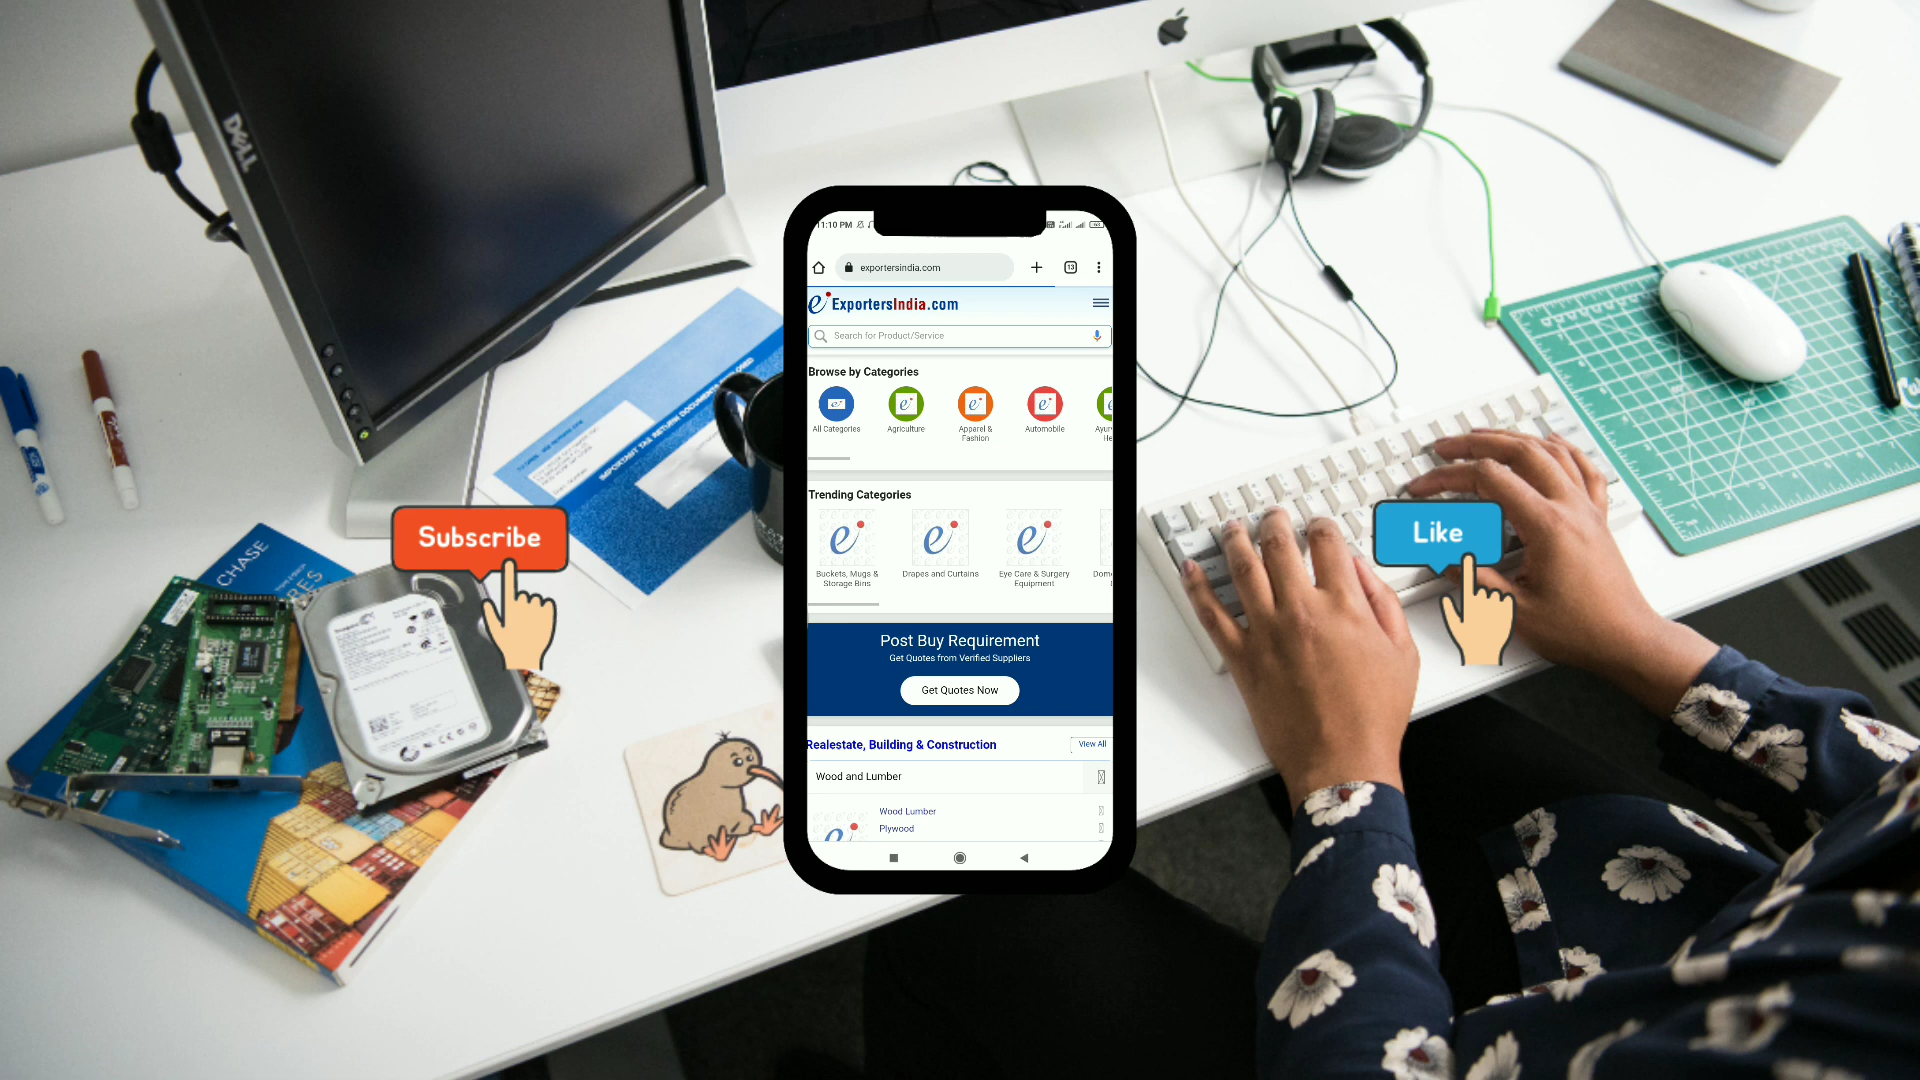 DELL
11:10 PM
exportersindia.com
13
ExportersIndia.com
Search for Product/Service
Browse by Categories
All Categories
Agriculture
Apparel &
Fashion
Automobile
Trending Categories
Buckets, Mugs &
Storage Bins
Drapes and Curtains
Eye Care & Surgery
Equipment
Post Buy Requirement
Get Quotes from Verified Suppliers
Get Quotes Now
Realestate, Building & Construction
View All
Wood and Lumber
Wood Lumber
Plywood
IMPORTANT TAX RETURN DOCUMENT
Subscribe
Like
CHASE
Seagate